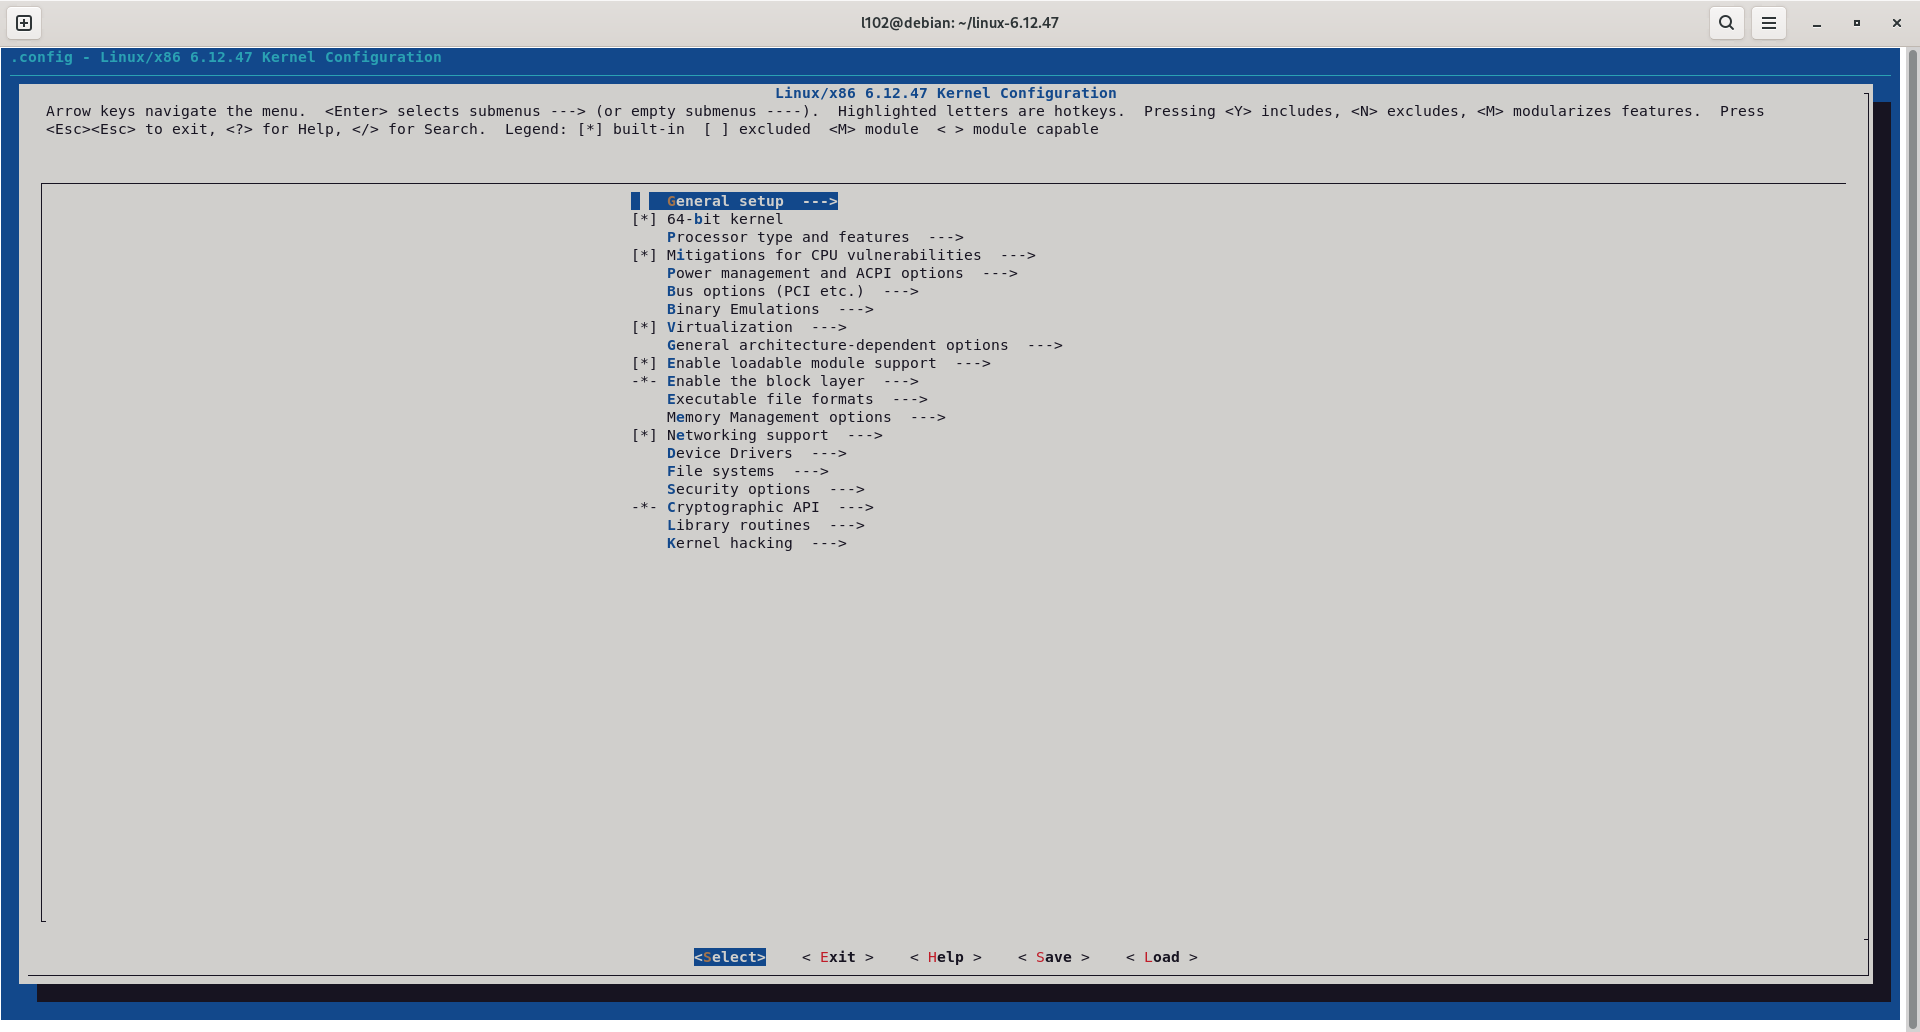 l102@debian: ~/linux-6.12.47
.config - Linux/x86 6.12.47 Kernel Configuration
Linux/x86 6.12.47 Kernel Configuration
Arrow keys navigate the menu.  <Enter> selects submenus ---> (or empty submenus ----).  Highlighted letters are hotkeys.  Pressing <Y> includes, <N> excludes, <M> modularizes features.  Press
<Esc><Esc> to exit, <?> for Help, </> for Search.  Legend: [*] built-in  [ ] excluded  <M> module  < > module capable
General setup  --->
[*] 64-bit kernel
Processor type and features  --->
[*] Mitigations for CPU vulnerabilities  --->
Power management and ACPI options  --->
Bus options (PCI etc.)  --->
Binary Emulations  --->
[*] Virtualization  --->
General architecture-dependent options  --->
[*] Enable loadable module support  --->
-*- Enable the block layer  --->
Executable file formats  --->
Memory Management options  --->
[*] Networking support  --->
Device Drivers  --->
File systems  --->
Security options  --->
-*- Cryptographic API  --->
Library routines  --->
Kernel hacking  --->
<Select>    < Exit >    < Help >    < Save >    < Load >